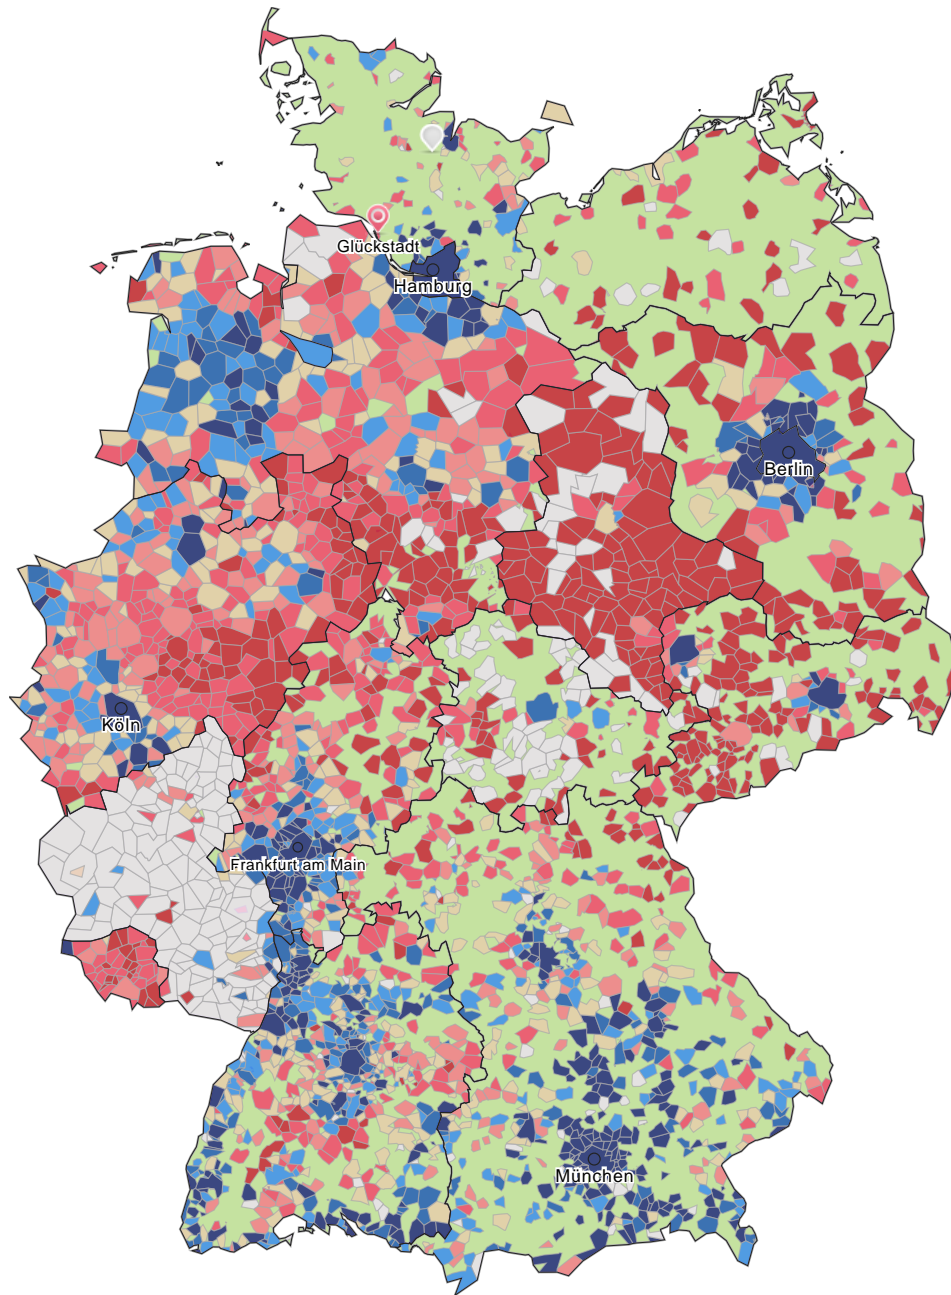 Glückstadt
Hamburg
Berlin
Köln
Frankfurt am Main
München